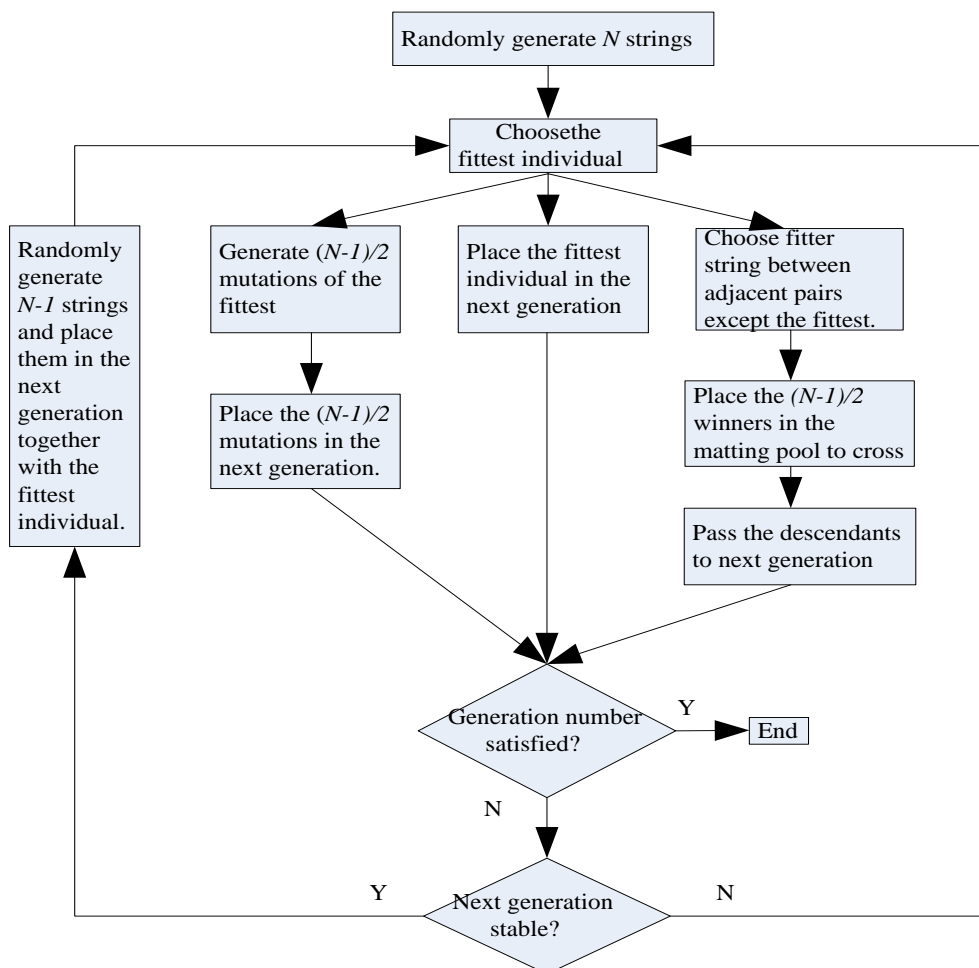 Randomly generate N strings
Choosethe
fittest individual
Randomly
generate
N-1 strings
and place
them in the
next
generation
together
with the
fittest
individual.
Generate (N-1)/2
mutations of the
fittest
Place the fittest
individual in the
next generation
Choose fitter
string between
adjacent pairs
except the fittest.
Place the (N-1)/2
mutations in the
next generation.
Place the (N-1)/2
winners in the
matting pool to cross
Pass the descendants
to next generation
Generation number
satisfied?
Y
End
N
Y
Next generation
stable?
N